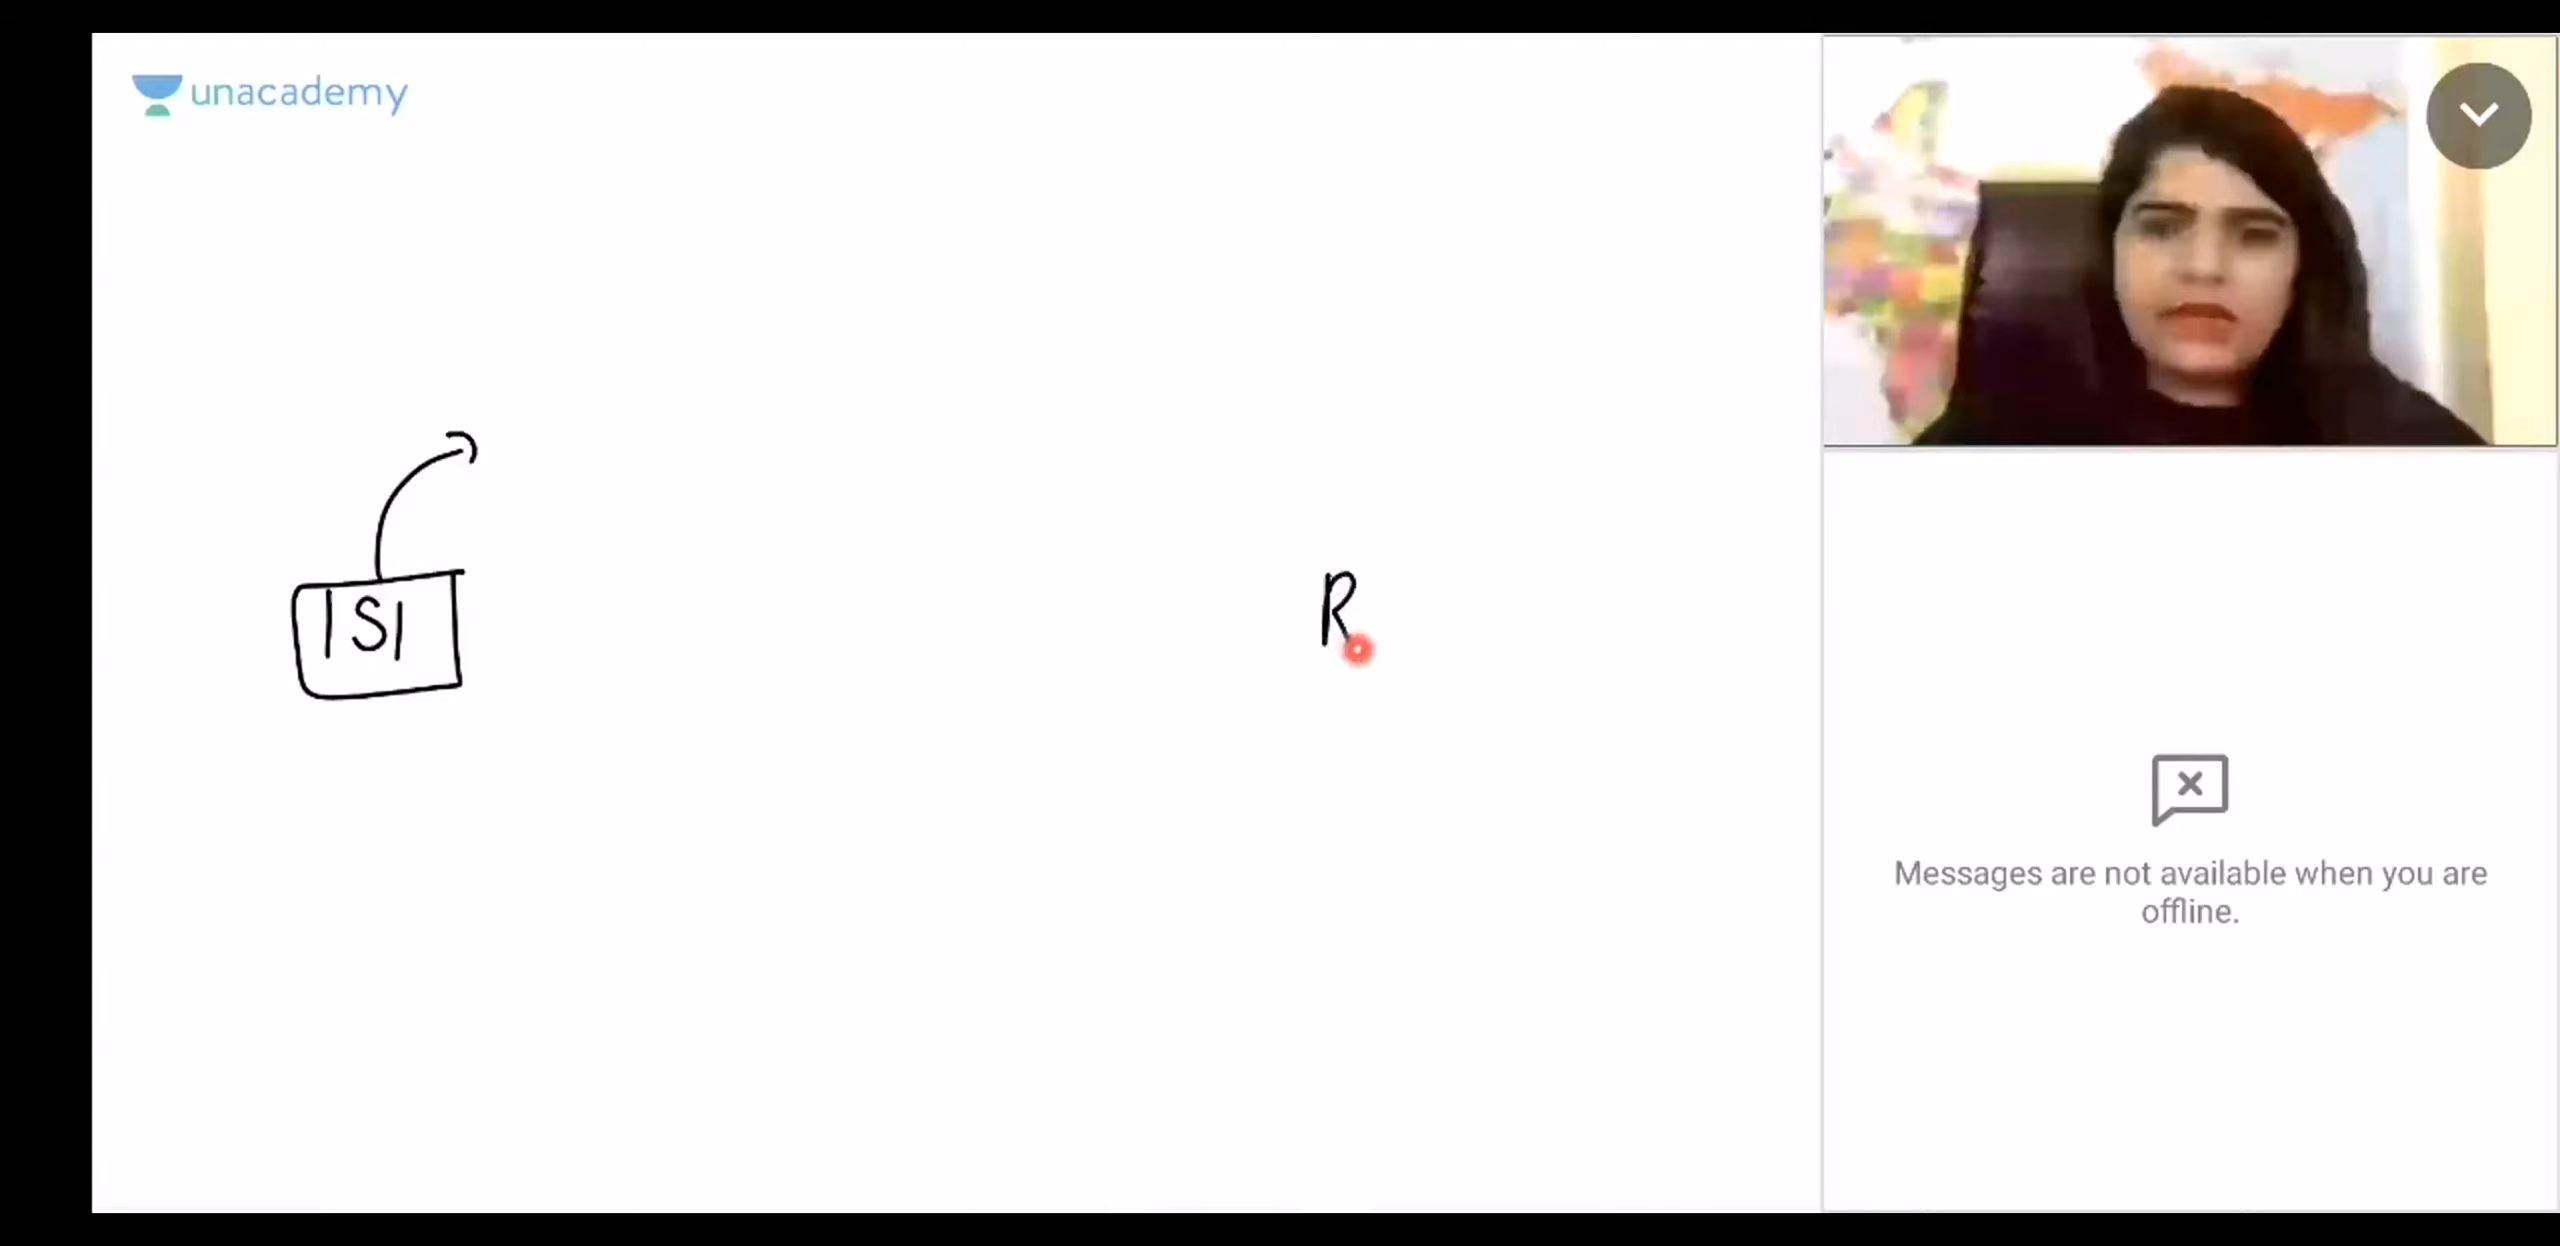 unacademy
ISI
R
Messages are not available when you are
offline.